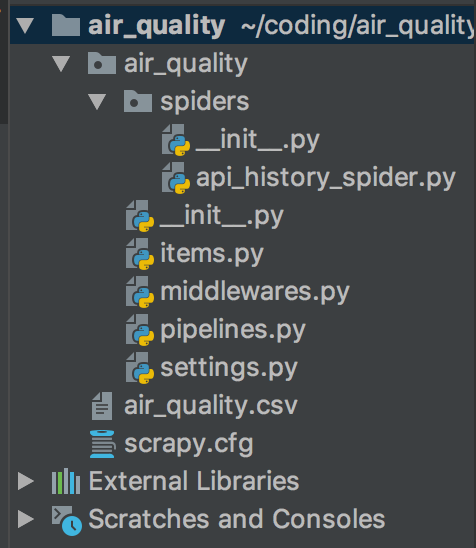 air_quality ~/coding/air_quality
air_quality
spiders
__init__.py
api_history_spider.py
__init__.py
items.py
middlewares.py
pipelines.py
settings.py
air_quality.csv
scrapy.cfg
External Libraries
Scratches and Consoles